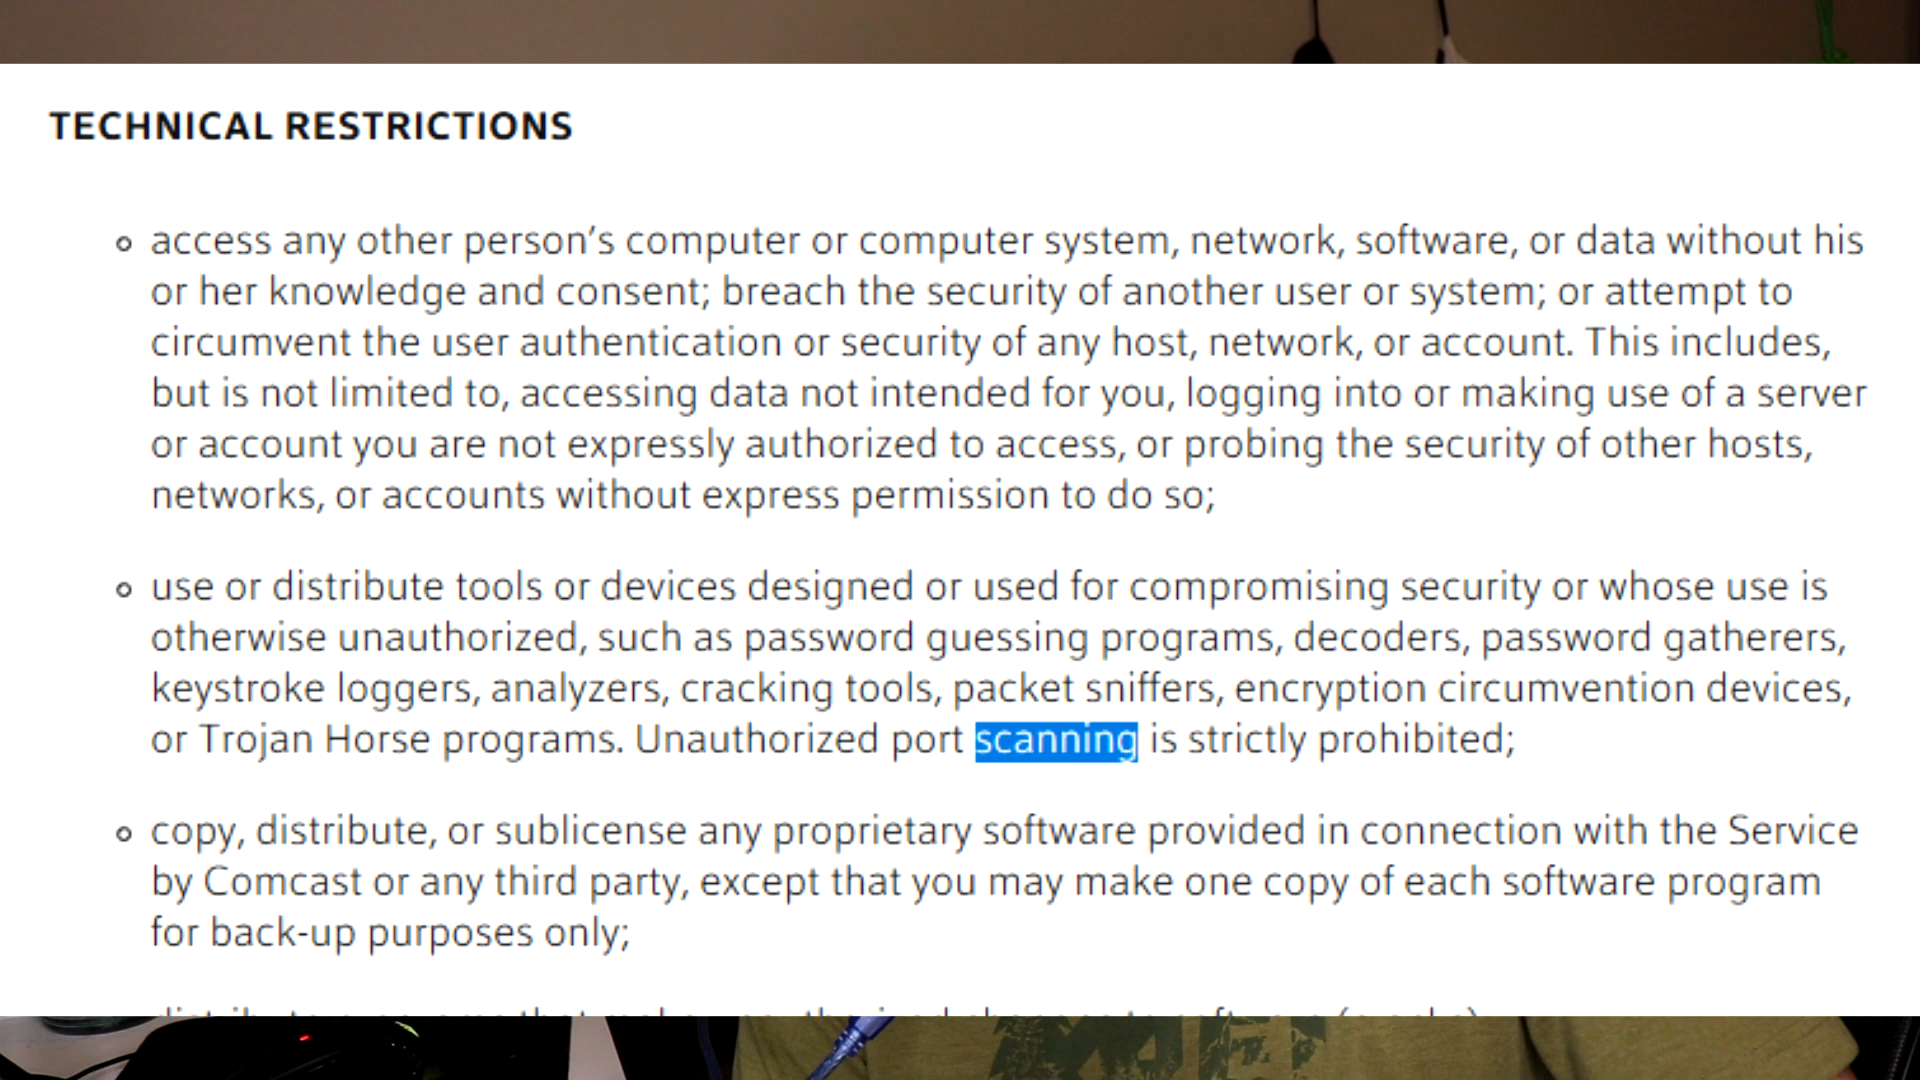 TECHNICAL RESTRICTIONS
access any other person’s computer or computer system, network, software, or data without his
or her knowledge and consent; breach the security of another user or system; or attempt to
circumvent the user authentication or security of any host, network, or account. This includes,
but is not limited to, accessing data not intended for you, logging into or making use of a server
or account you are not expressly authorized to access, or probing the security of other hosts,
networks, or accounts without express permission to do so;
use or distribute tools or devices designed or used for compromising security or whose use is
otherwise unauthorized, such as password guessing programs, decoders, password gatherers,
keystroke loggers, analyzers, cracking tools, packet sniffers, encryption circumvention devices,
or Trojan Horse programs. Unauthorized port scanning is strictly prohibited;
copy, distribute, or sublicense any proprietary software provided in connection with the Service
by Comcast or any third party, except that you may make one copy of each software program
for back-up purposes only;